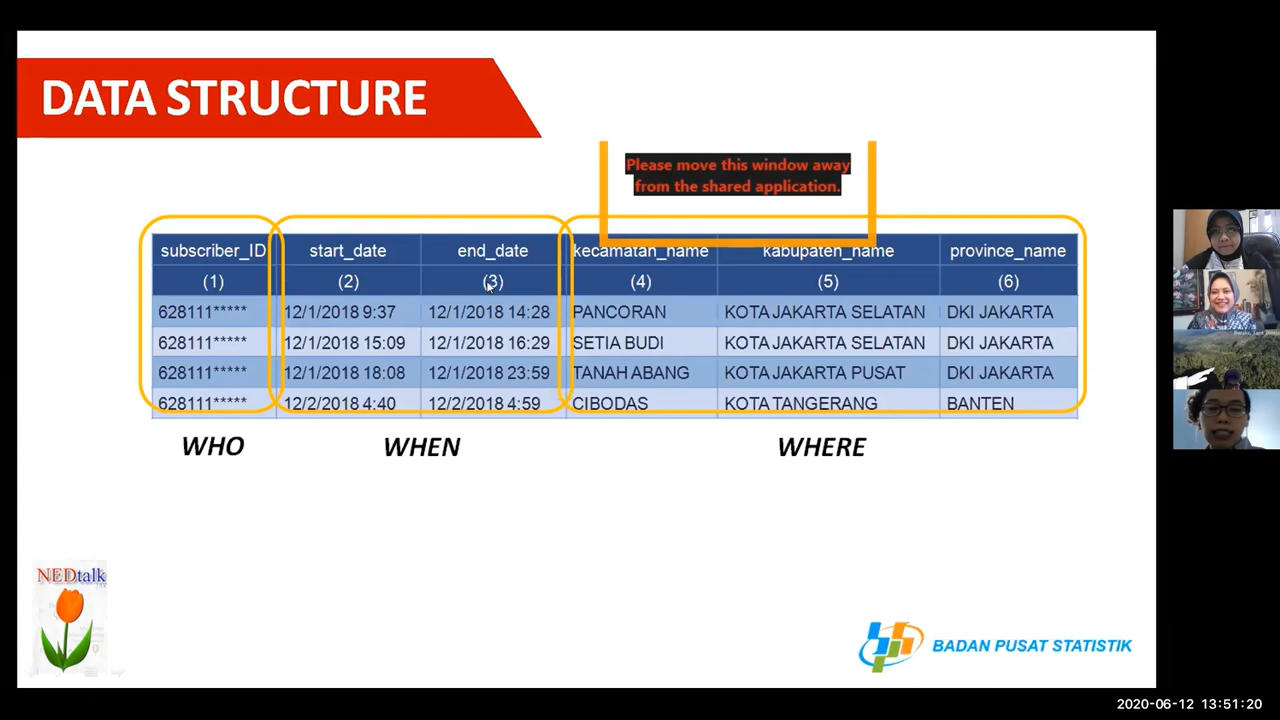 DATA STRUCTURE
Please move this window away
from the shared application.
subscriber_ID start_date end_date kecamatan_name kabupaten_name province_name
(1) (2) (3) (4) (5) (6)
628111***** 12/1/2018 9:37 12/1/2018 14:28 PANCORAN KOTA JAKARTA SELATAN DKI JAKARTA
628111***** 12/1/2018 15:09 12/1/2018 16:29 SETIA BUDI KOTA JAKARTA SELATAN DKI JAKARTA
628111***** 12/1/2018 18:08 12/1/2018 23:59 TANAH ABANG KOTA JAKARTA PUSAT DKI JAKARTA
628111***** 12/2/2018 4:40 12/2/2018 4:59 CIBODAS KOTA TANGERANG BANTEN
WHO WHEN WHERE
NEDtalk
BADAN PUSAT STATISTIK
2020-06-12 13:51:20